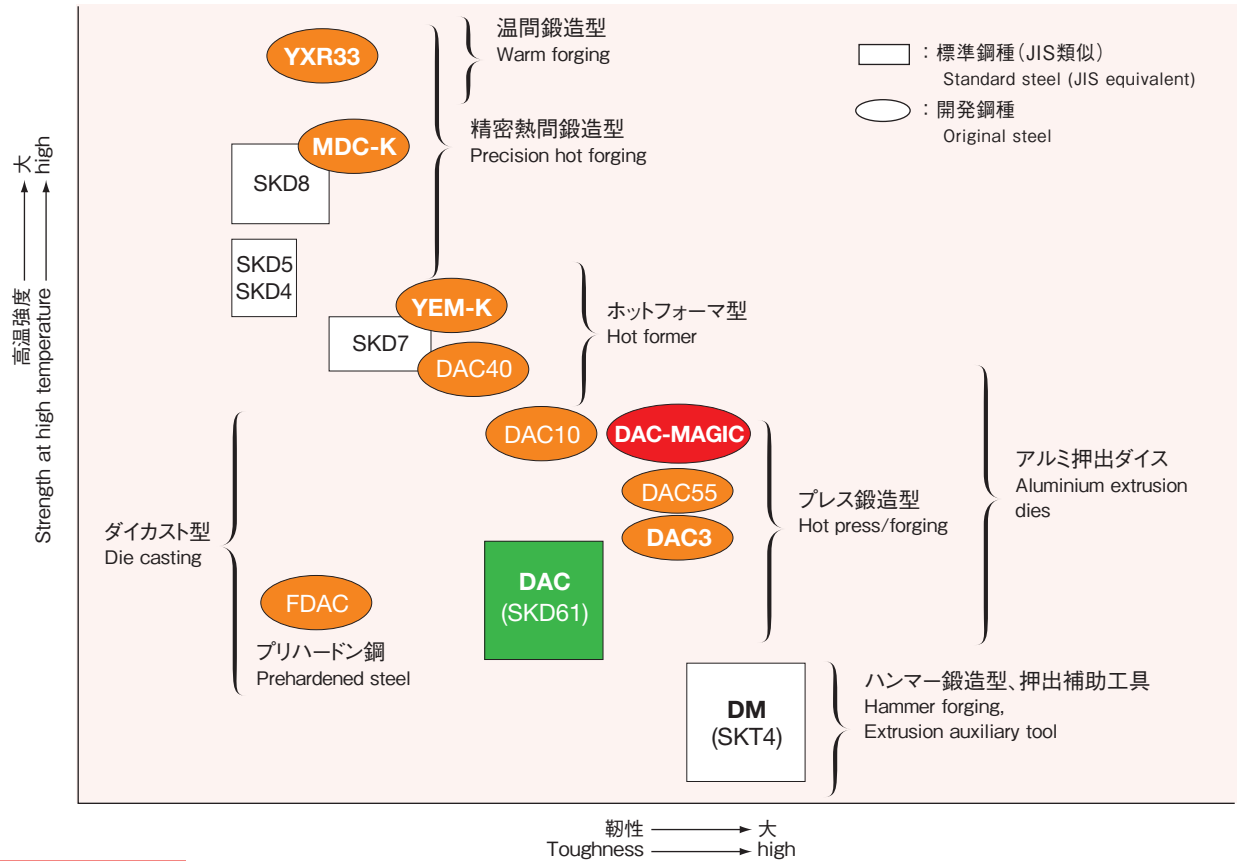 高温強度 → 大
Strength at high temperature → high
YXR33
温間鍛造型
Warm forging
：標準鋼種（JIS類似）
Standard steel (JIS equivalent)
：開発鋼種
Original steel
MDC-K
SKD8
精密熱間鍛造型
Precision hot forging
SKD5
SKD4
YEM-K
SKD7
DAC40
ホットフォーマ型
Hot former
DAC10
DAC-MAGIC
DAC55
DAC3
プレス鍛造型
Hot press/forging
アルミ押出ダイス
Aluminium extrusion
dies
ダイカスト型
Die casting
DAC
(SKD61)
FDAC
プリハードン鋼
Prehardened steel
DM
(SKT4)
ハンマー鍛造型、押出補助工具
Hammer forging,
Extrusion auxiliary tool
靭性 → 大
Toughness → high